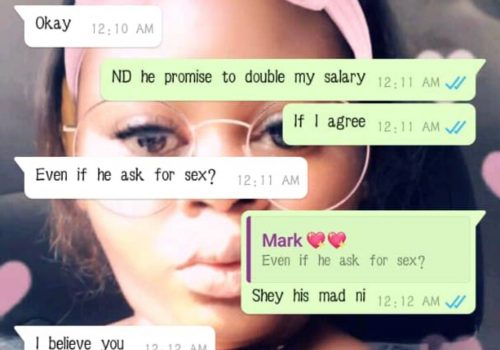 Okay 12:10 AM
ND he promise to double my salary 12:11 AM
If I agree 12:11 AM
Even if he ask for sex? 12:11 AM
Mark 💖💖
Even if he ask for sex?
Shey his mad ni 12:12 AM
I believe you 12:12 AM